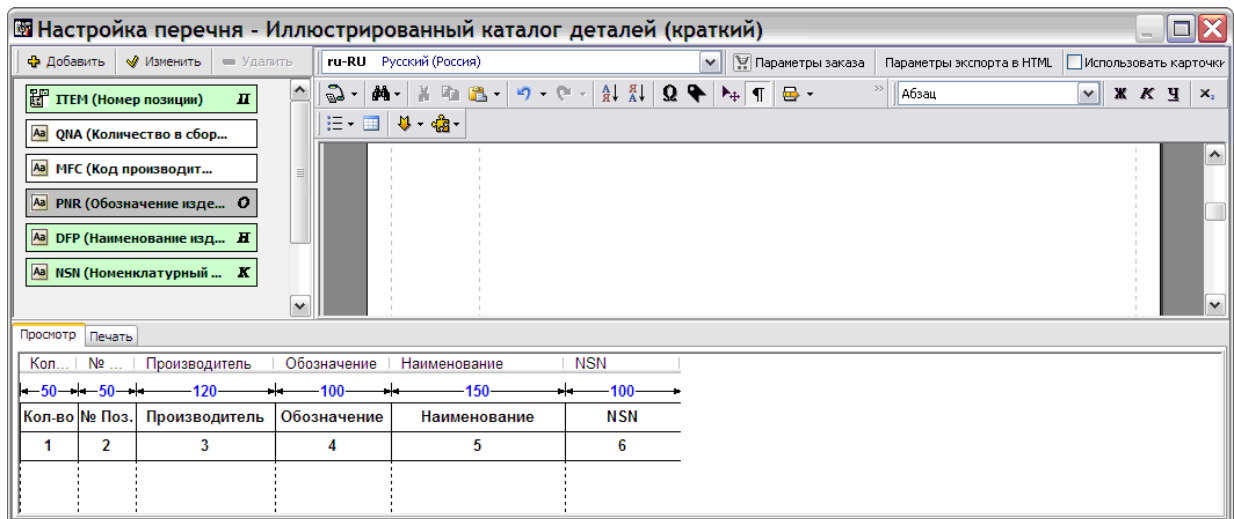 Настройка перечня - Иллюстрированный каталог деталей (краткий)
Добавить Изменить Удалить ru-RU Русский (Россия) Параметры заказа Параметры экспорта в HTML Использовать карточки
ITEM (Номер позиции) П
QNA (Количество в сбор...
MFC (Код производит...
PNR (Обозначение изде... О
DFP (Наименование изд... Н
NSN (Номенклатурный ... К
Абзац Ж К Ч
Просмотр Печать
Кол... № ... Производитель Обозначение Наименование NSN
50 50 120 100 150 100
Кол-во № Поз. Производитель Обозначение Наименование NSN
1 2 3 4 5 6